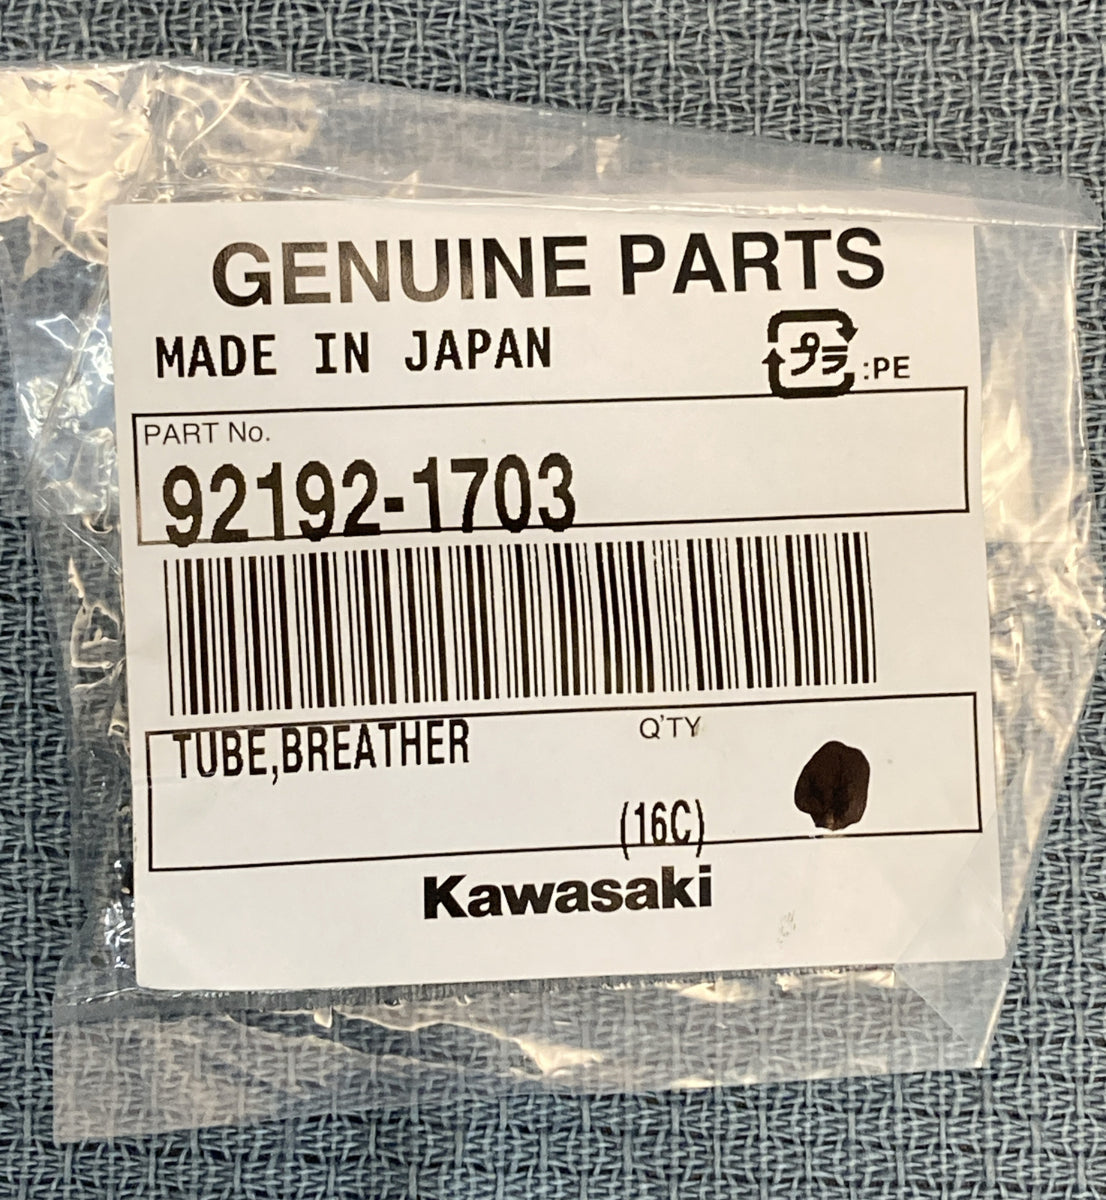 GENUINE PARTS
MADE IN JAPAN
プラ :PE
PART No.
92192-1703
TUBE,BREATHER
Q'TY
(16C)
Kawasaki